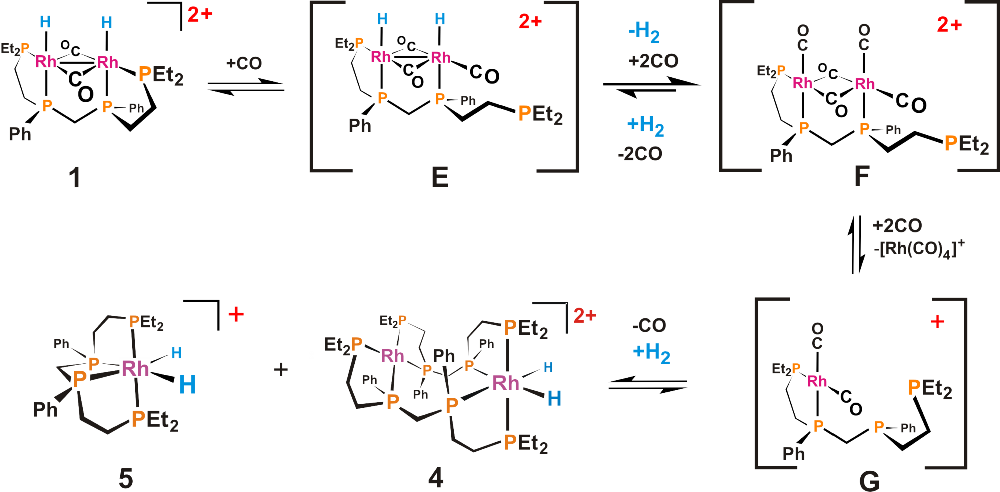 H H 2+
Et2P O C
Rh Rh
C O
PEt2
P P Ph
Ph
1
+CO
H H 2+
Et2P O C
Rh Rh
C O
CO
P P Ph
PEt2
Ph
E
-H2
+2CO
+H2
-2CO
O C O C 2+
Et2P O C
Rh Rh
C O
CO
P P Ph
PEt2
Ph
F
+2CO
-[Rh(CO)4]+
O C +
Et2P
Rh
C O
PEt2
P P Ph
Ph
G
-CO
+H2
2+
Et2P PEt2
Et2P Rh Ph Ph
P P H
Ph Ph Rh
P P H
PEt2
4
+
+
PEt2
Ph H
P Rh
P H
Ph
PEt2
5